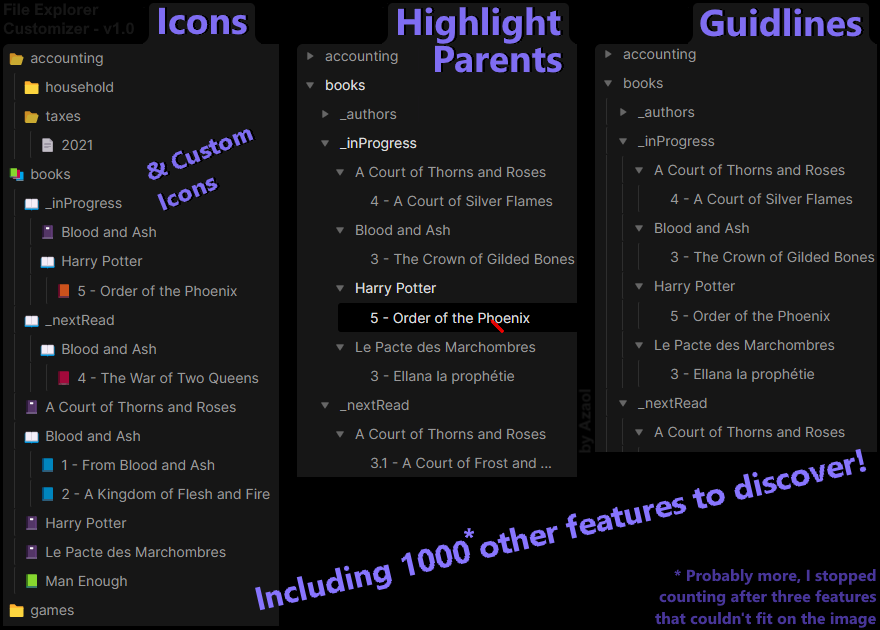 File Explorer
Customizer - v1.0
Icons
accounting
household
taxes
2021
& Custom
Icons
books
_inProgress
Blood and Ash
Harry Potter
5 - Order of the Phoenix
_nextRead
Blood and Ash
4 - The War of Two Queens
A Court of Thorns and Roses
Blood and Ash
1 - From Blood and Ash
2 - A Kingdom of Flesh and Fire
Harry Potter
Le Pacte des Marchombres
Man Enough
games
Highlight
Parents
accounting
books
_authors
_inProgress
A Court of Thorns and Roses
4 - A Court of Silver Flames
Blood and Ash
3 - The Crown of Gilded Bones
Harry Potter
5 - Order of the Phoenix
Le Pacte des Marchombres
3 - Ellana la prophétie
_nextRead
A Court of Thorns and Roses
3.1 - A Court of Frost and ...
by Azaol
Guidlines
accounting
books
_authors
_inProgress
A Court of Thorns and Roses
4 - A Court of Silver Flames
Blood and Ash
3 - The Crown of Gilded Bones
Harry Potter
5 - Order of the Phoenix
Le Pacte des Marchombres
3 - Ellana la prophétie
_nextRead
A Court of Thorns and Roses
Including 1000* other features to discover!
* Probably more, I stopped
counting after three features
that couldn't fit on the image